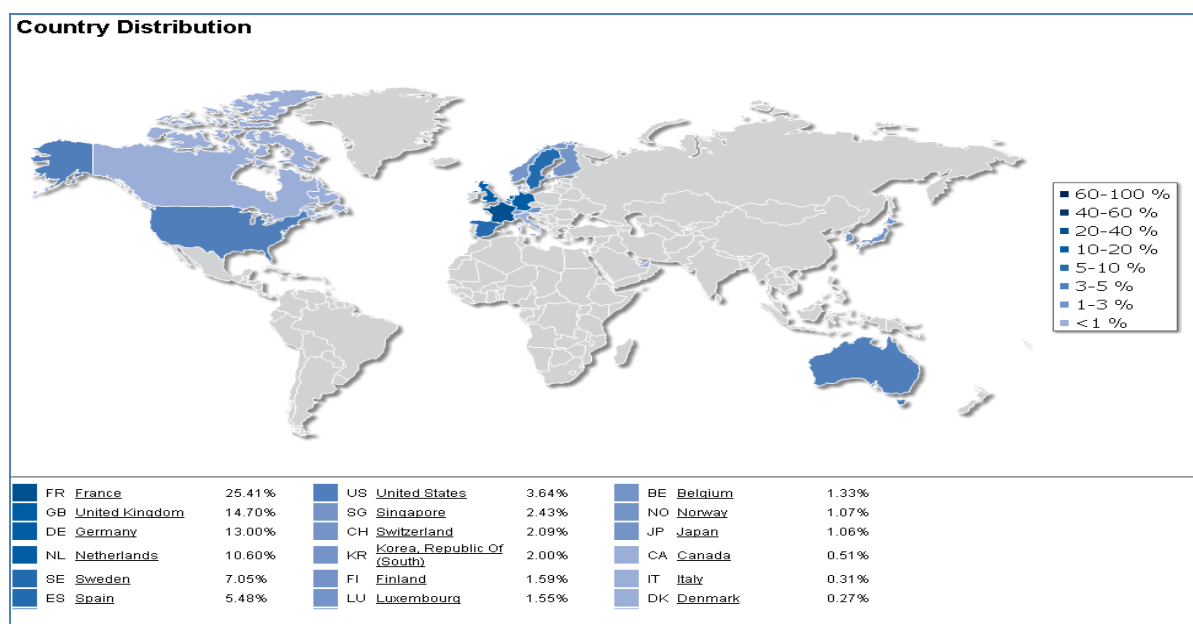 Country Distribution
60-100 %
40-60 %
20-40 %
10-20 %
5-10 %
3-5 %
1-3 %
<1 %
FR France 25.41%
GB United Kingdom 14.70%
DE Germany 13.00%
NL Netherlands 10.60%
SE Sweden 7.05%
ES Spain 5.48%
US United States 3.64%
SG Singapore 2.43%
CH Switzerland 2.09%
KR Korea, Republic Of
(South) 2.00%
FI Finland 1.59%
LU Luxembourg 1.55%
BE Belgium 1.33%
NO Norway 1.07%
JP Japan 1.06%
CA Canada 0.51%
IT Italy 0.31%
DK Denmark 0.27%